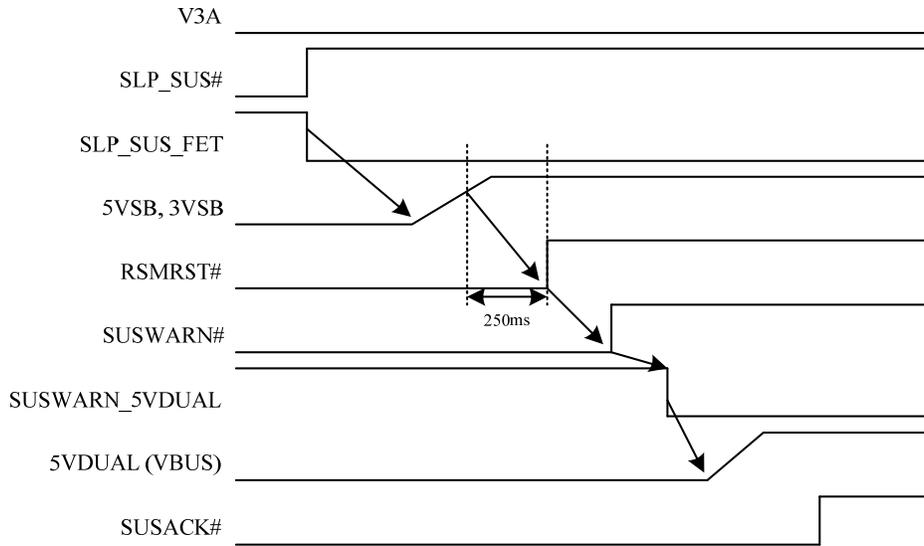 V3A
SLP_SUS#
SLP_SUS_FET
5VSB, 3VSB
RSMRST#
250ms
SUSWARN#
SUSWARN_5VDUAL
5VDUAL (VBUS)
SUSACK#